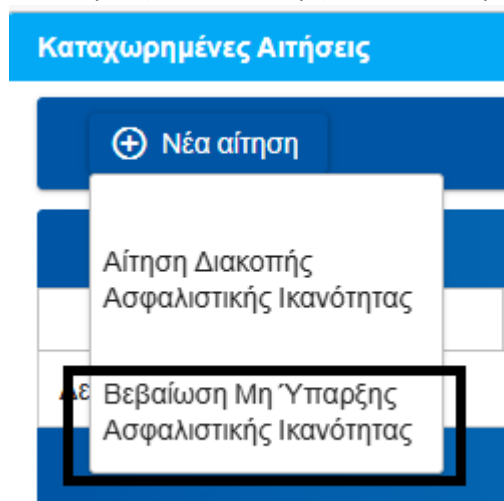 Καταχωρημένες Αιτήσεις
Νέα αίτηση
Αίτηση Διακοπής
Ασφαλιστικής Ικανότητας
Βεβαίωση Μη Ύπαρξης
Ασφαλιστικής Ικανότητας